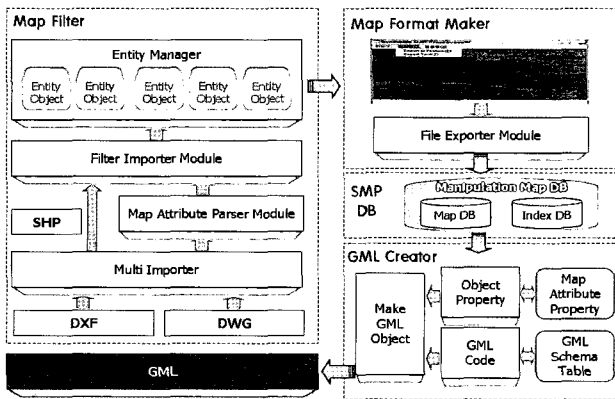 Map Filter
Entity Manager
Entity Object
Entity Object
Entity Object
Entity Object
Entity Object
Filter Importer Module
SHP
Map Attribute Parser Module
Multi Importer
DXF
DWG
GML
Map Format Maker
File Exporter Module
SMP DB
Manipulation Map DB
Map DB
Index DB
GML Creator
Make GML Object
Object Property
Map Attribute Property
GML Code
GML Schema Table